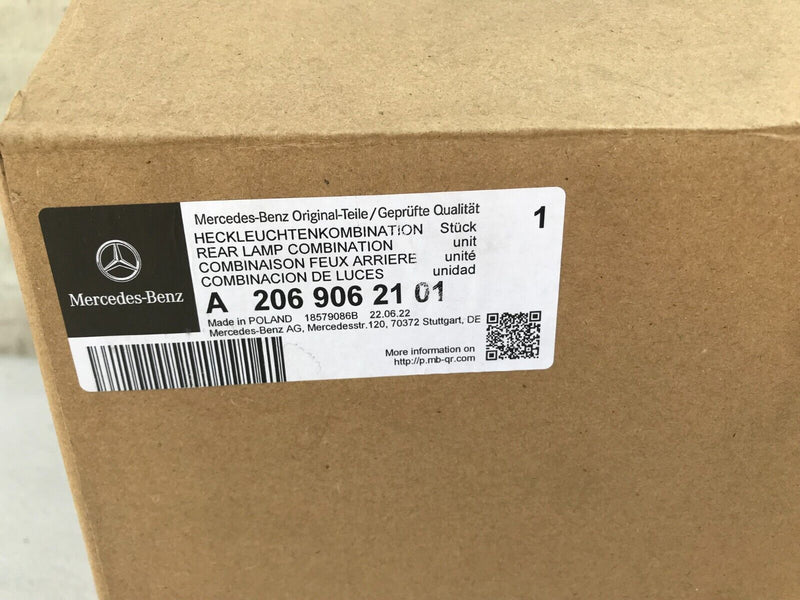 Mercedes-Benz Original-Teile/Geprüfte Qualität
HECKLEUCHTENKOMBINATION Stück 1
REAR LAMP COMBINATION unit
COMBINAISON FEUX ARRIERE unité
COMBINACION DE LUCES unidad
Mercedes-Benz
A 206 906 21 01
Made in POLAND 18579086B 22.06.22
Mercedes-Benz AG, Mercedesstr.120, 70372 Stuttgart, DE
More information on
http://p.mb-qr.com